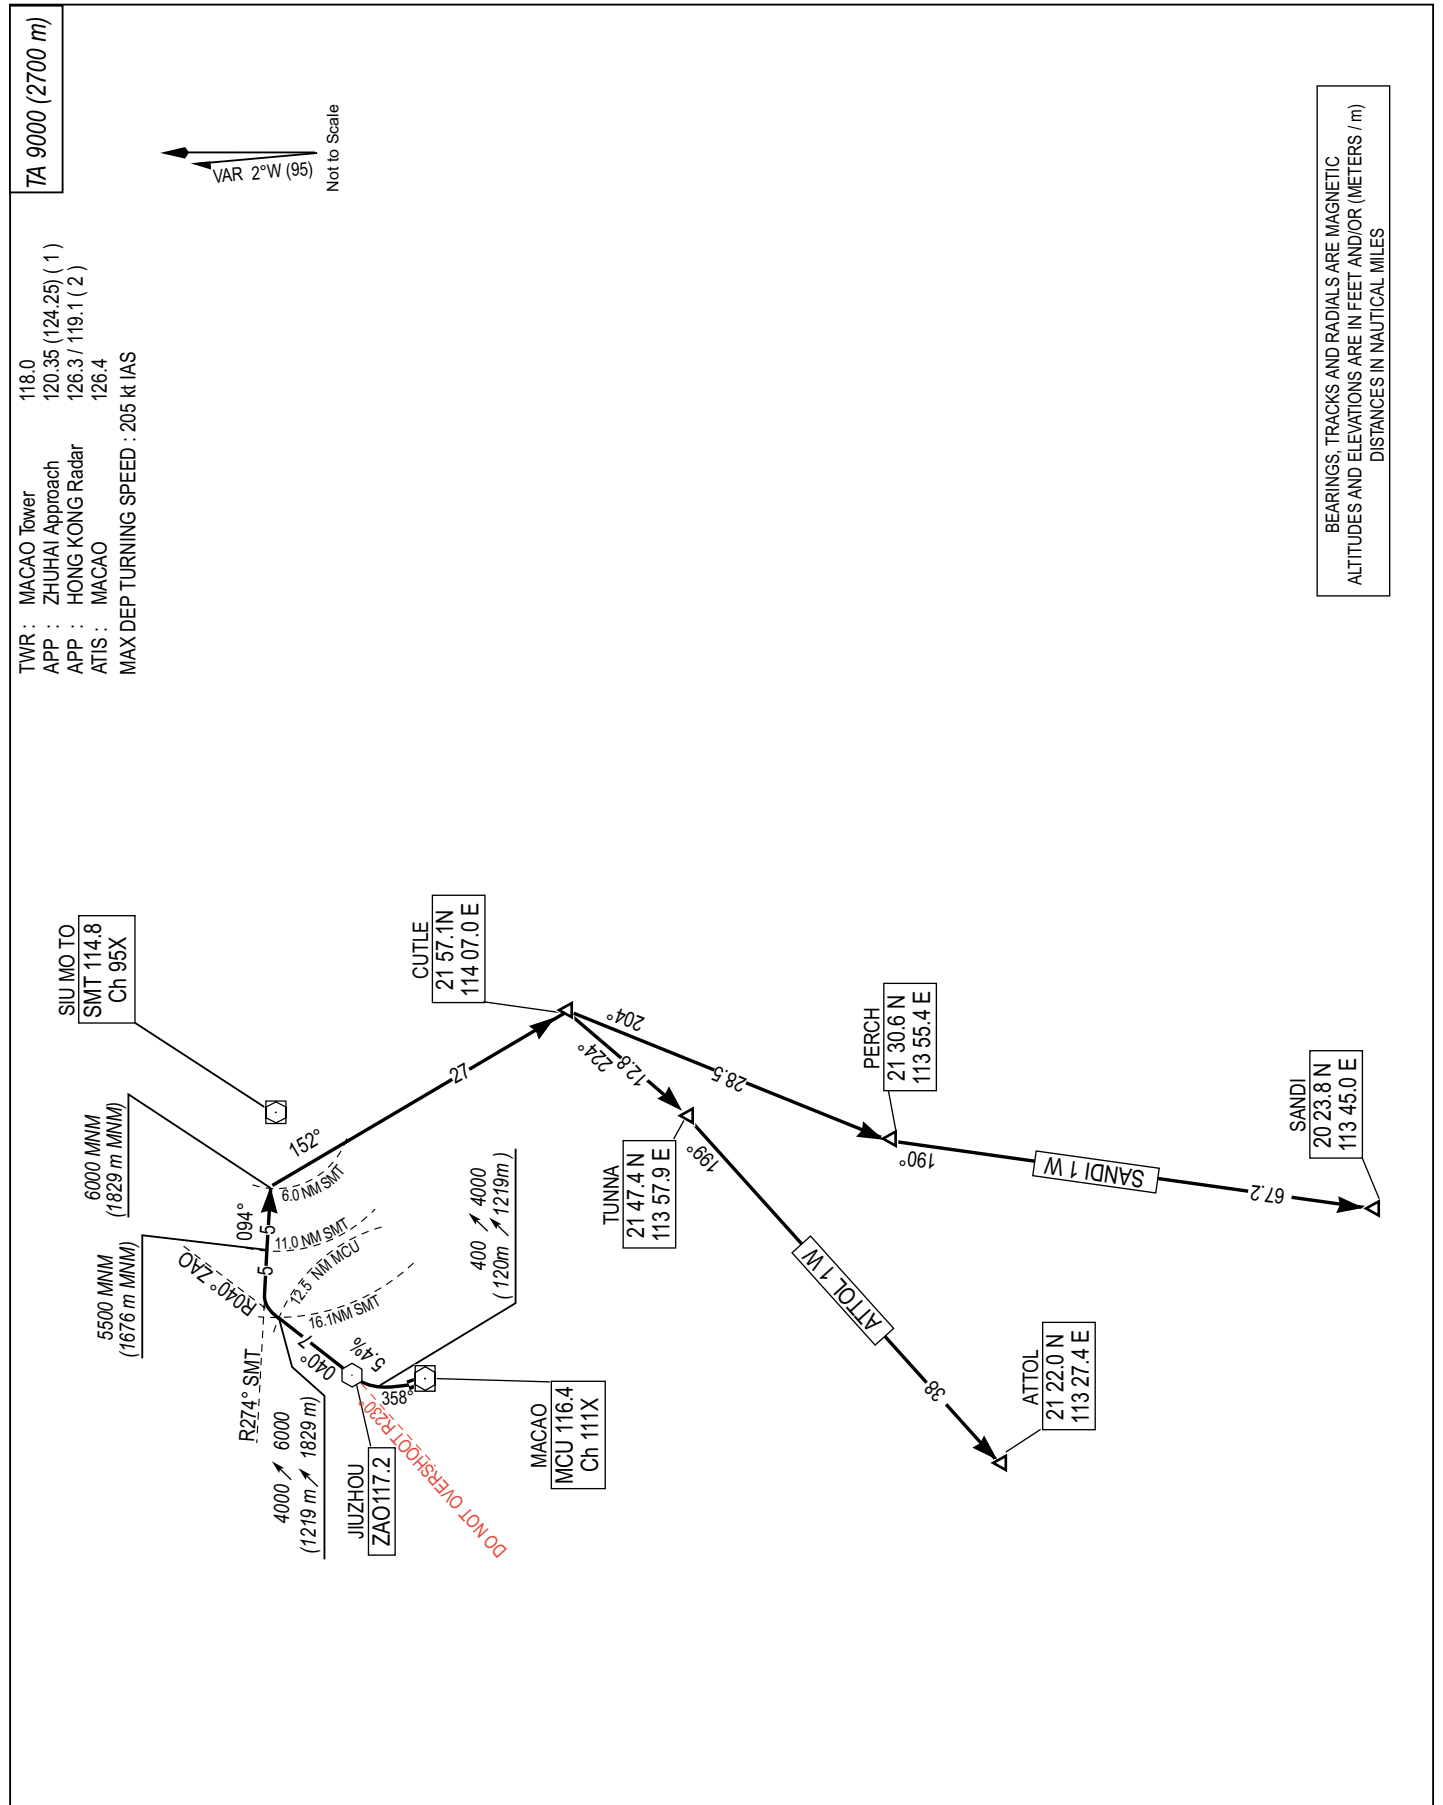 TA 9000 (2700 m)
TWR : MACAO Tower 118.0
APP : ZHUHAI Approach 120.35 (124.25) ( 1 )
APP : HONG KONG Radar 126.3 / 119.1 ( 2 )
ATIS : MACAO 126.4
MAX DEP TURNING SPEED : 205 kt IAS
VAR 2°W (95)
Not to Scale
SIU MO TO
SMT 114.8
Ch 95X
6000 MNM
(1829 m MNM)
5500 MNM
(1676 m MNM)
094°
5
5
152°
27
6.0 NM SMT
11.0 NM SMT
12.5 NM MCU
16.1NM SMT
R040° ZAO
R274° SMT
4000 6000
(1219 m 1829 m)
7
040°
5.4%
358°
400 4000
(120m 1219m )
JIUZHOU
ZAO117.2
DO NOT OVERSHOOT R230°
MACAO
MCU 116.4
Ch 111X
CUTLE
21 57.1N
114 07.0 E
204°
224°
12.8
28.5
TUNNA
21 47.4 N
113 57.9 E
199°
ATTOL 1 W
38
ATTOL
21 22.0 N
113 27.4 E
PERCH
21 30.6 N
113 55.4 E
190°
SANDI 1 W
67.2
SANDI
20 23.8 N
113 45.0 E
BEARINGS, TRACKS AND RADIALS ARE MAGNETIC
ALTITUDES AND ELEVATIONS ARE IN FEET AND/OR (METERS / m)
DISTANCES IN NAUTICAL MILES